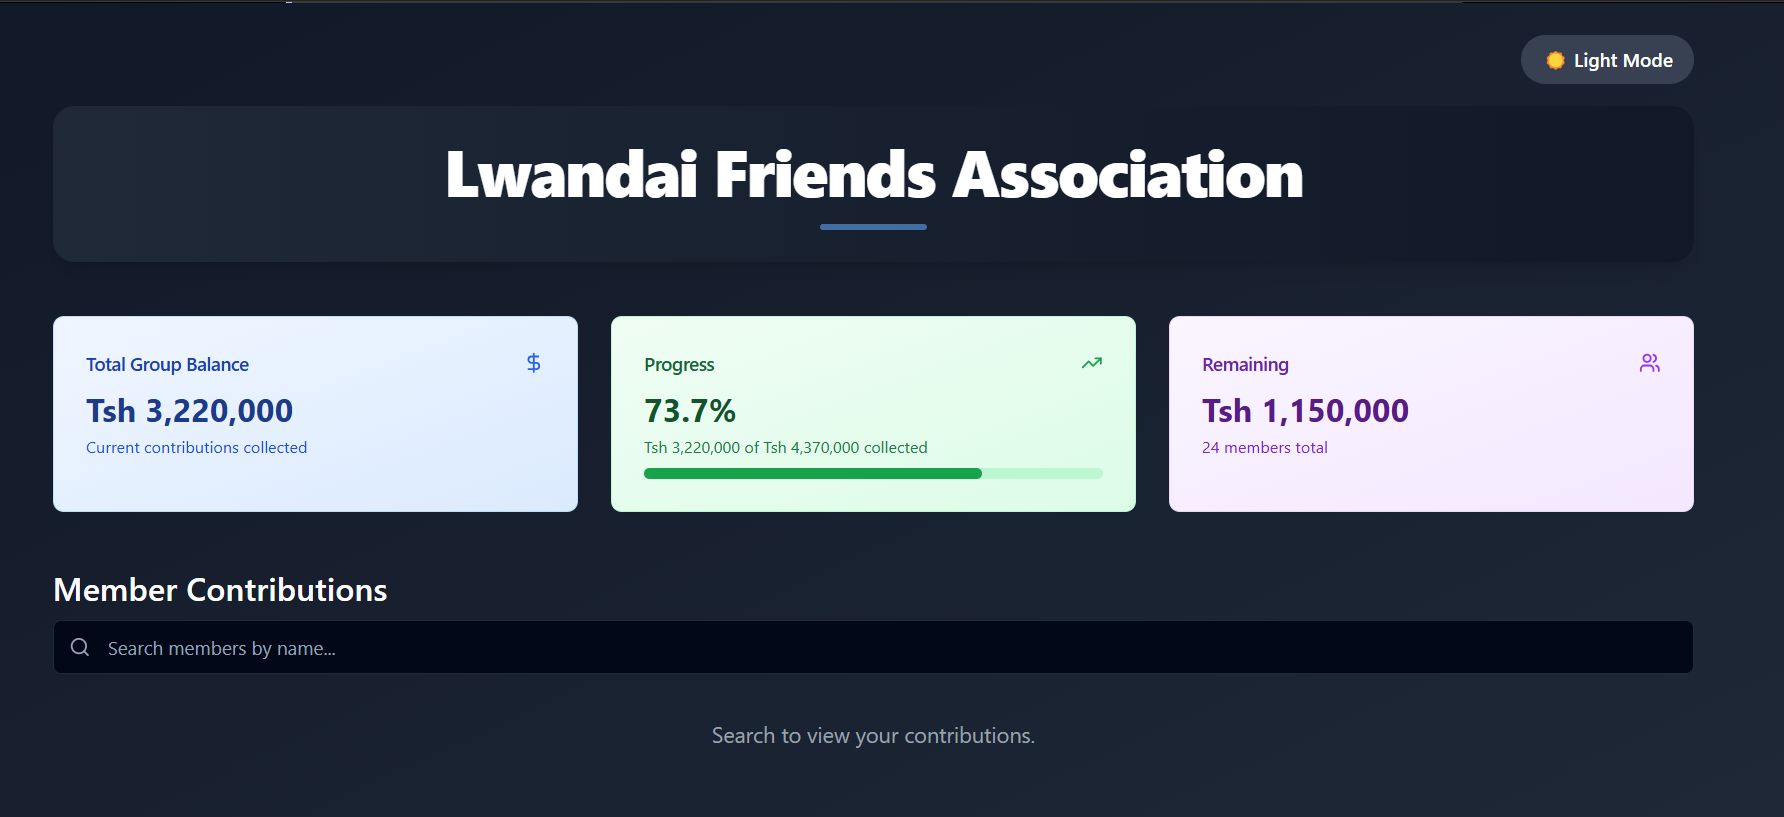 Light Mode
Lwandai Friends Association
Total Group Balance
Tsh 3,220,000
Current contributions collected
Progress
73.7%
Tsh 3,220,000 of Tsh 4,370,000 collected
Remaining
Tsh 1,150,000
24 members total
Member Contributions
Search members by name...
Search to view your contributions.